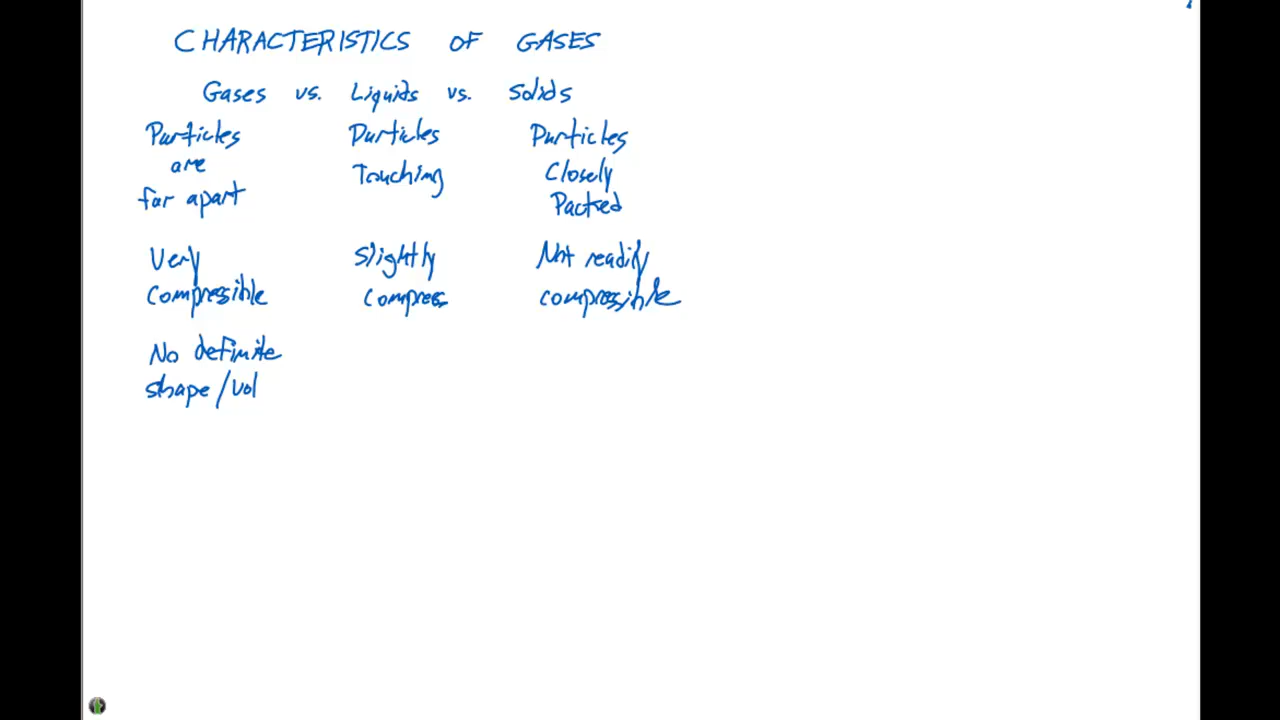 CHARACTERISTICS OF GASES
Gases vs. Liquids vs. Solids
Particles Particles Particles
are Touching Closely
far apart Packed
Very Slightly Not readily
compressible compress compressible
No definite
shape/vol